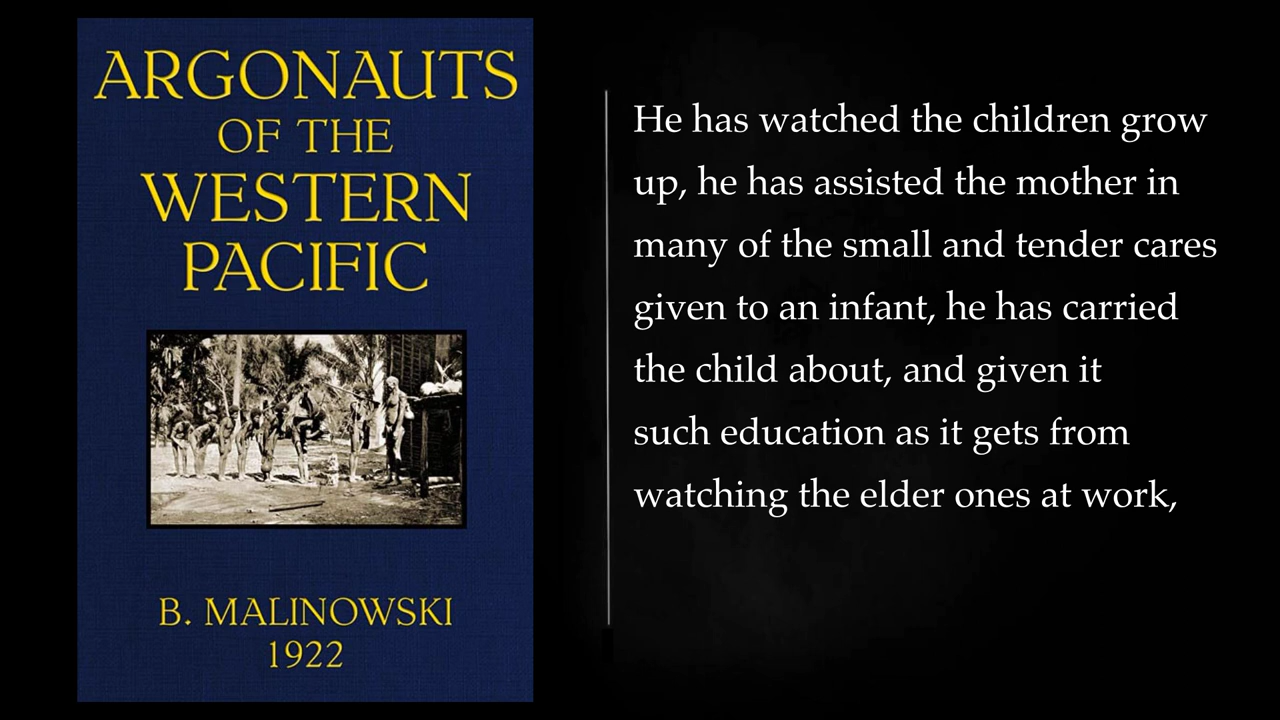 ARGONAUTS
OF THE
WESTERN
PACIFIC
B. MALINOWSKI
1922
He has watched the children grow
up, he has assisted the mother in
many of the small and tender cares
given to an infant, he has carried
the child about, and given it
such education as it gets from
watching the elder ones at work,